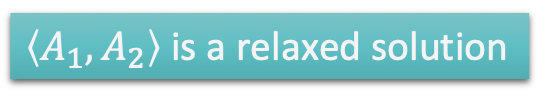 ⟨A₁, A₂⟩ is a relaxed solution